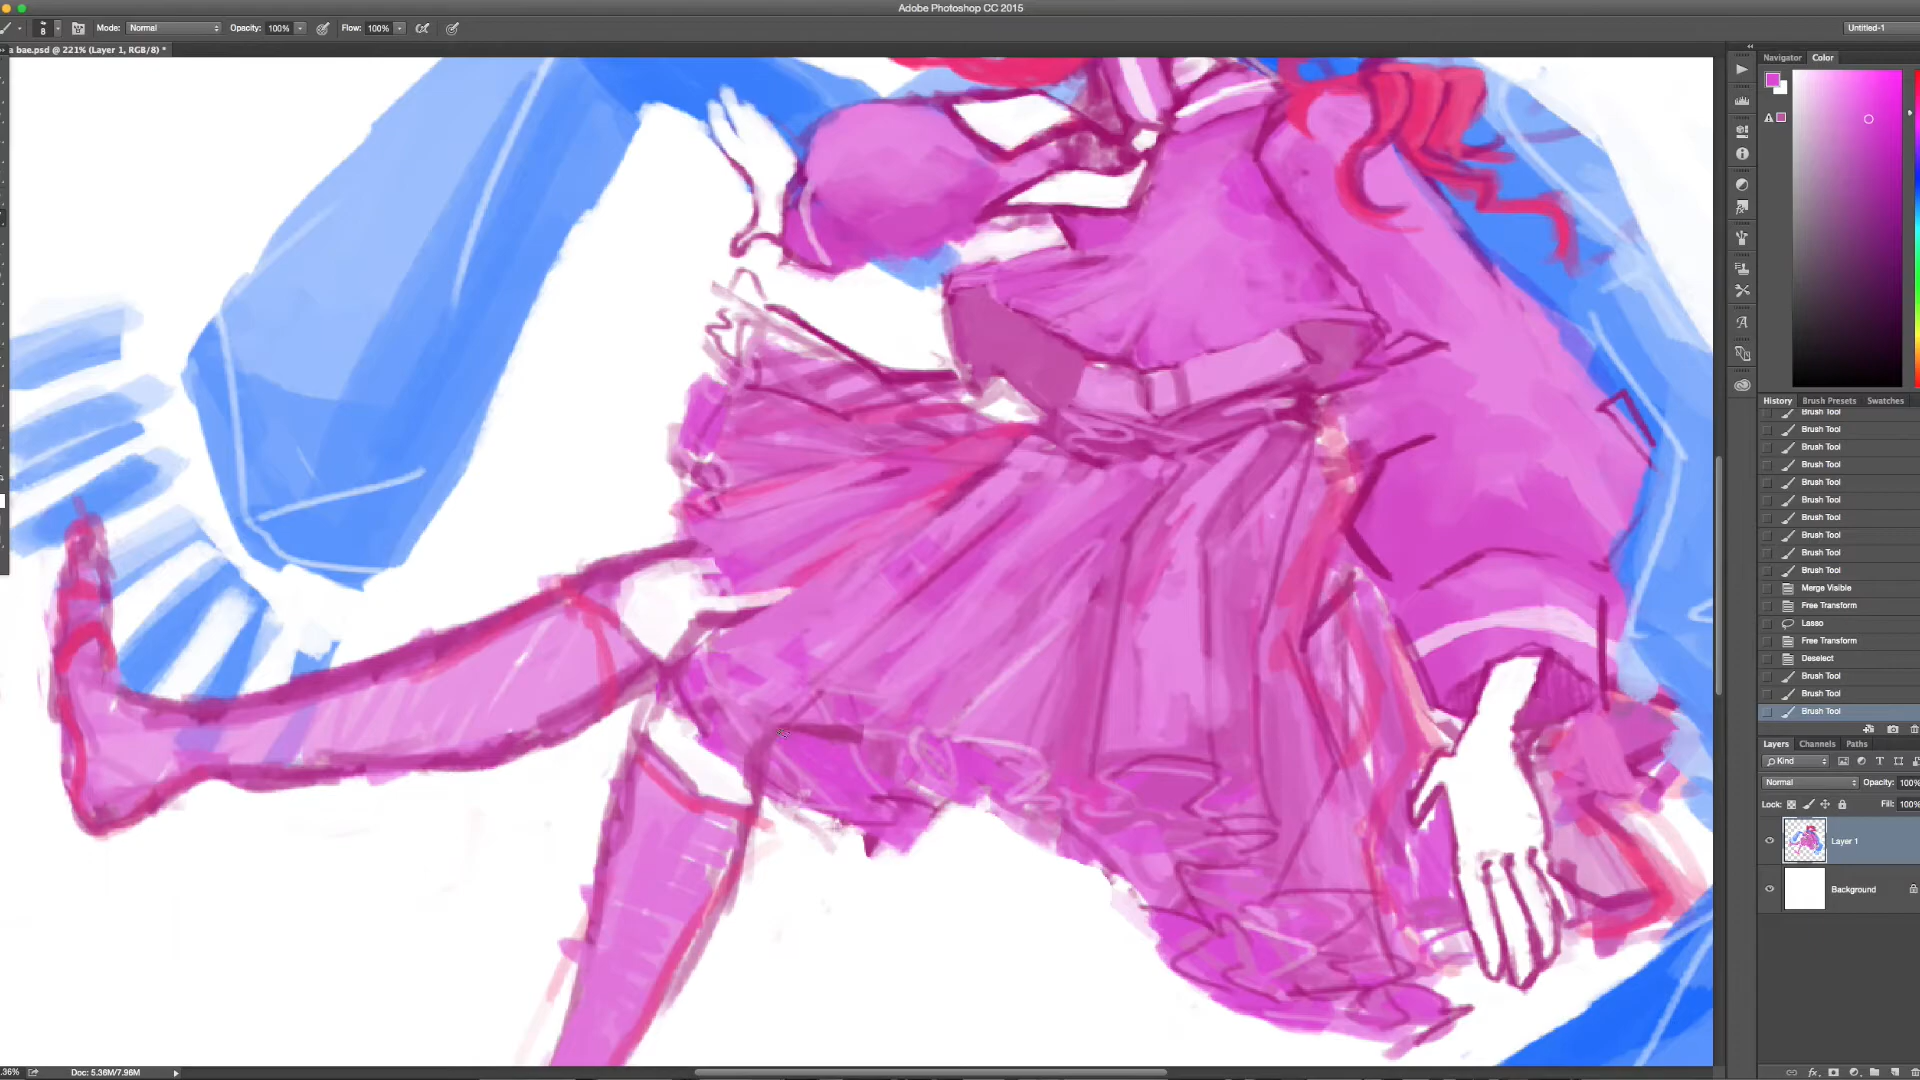 Adobe Photoshop CC 2015
8
Mode: Normal Opacity: 100% Flow: 100%
Untitled-1
a bae.psd @ 221% (Layer 1, RGB/8) *
Navigator Color
History Brush Presets Swatches
Brush Tool
Brush Tool
Brush Tool
Brush Tool
Brush Tool
Brush Tool
Brush Tool
Brush Tool
Brush Tool
Brush Tool
Merge Visible
Free Transform
Lasso
Free Transform
Deselect
Brush Tool
Brush Tool
Brush Tool
Layers Channels Paths
Kind
Normal Opacity: 100%
Lock: Fill: 100%
Layer 1
Background
.36% Doc: 5.36M/7.96M